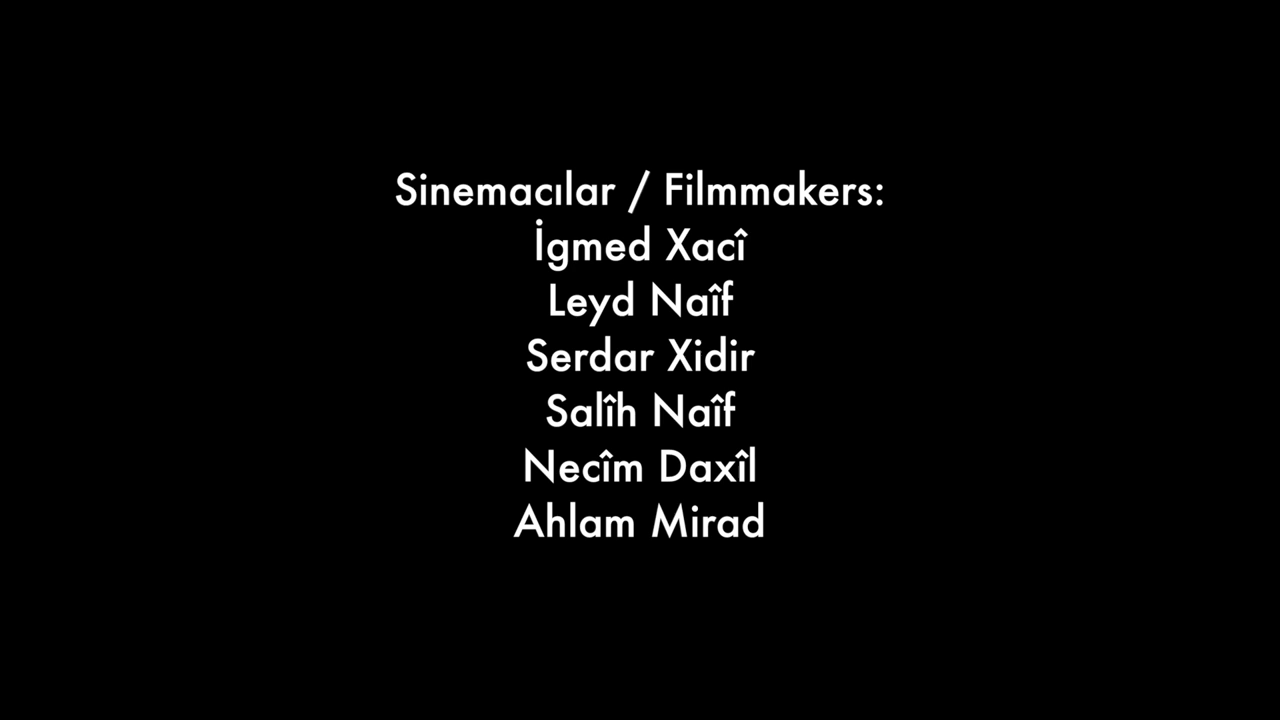 Sinemacılar / Filmmakers:
İgmed Xacî
Leyd Naîf
Serdar Xidir
Salîh Naîf
Necîm Daxîl
Ahlam Mirad